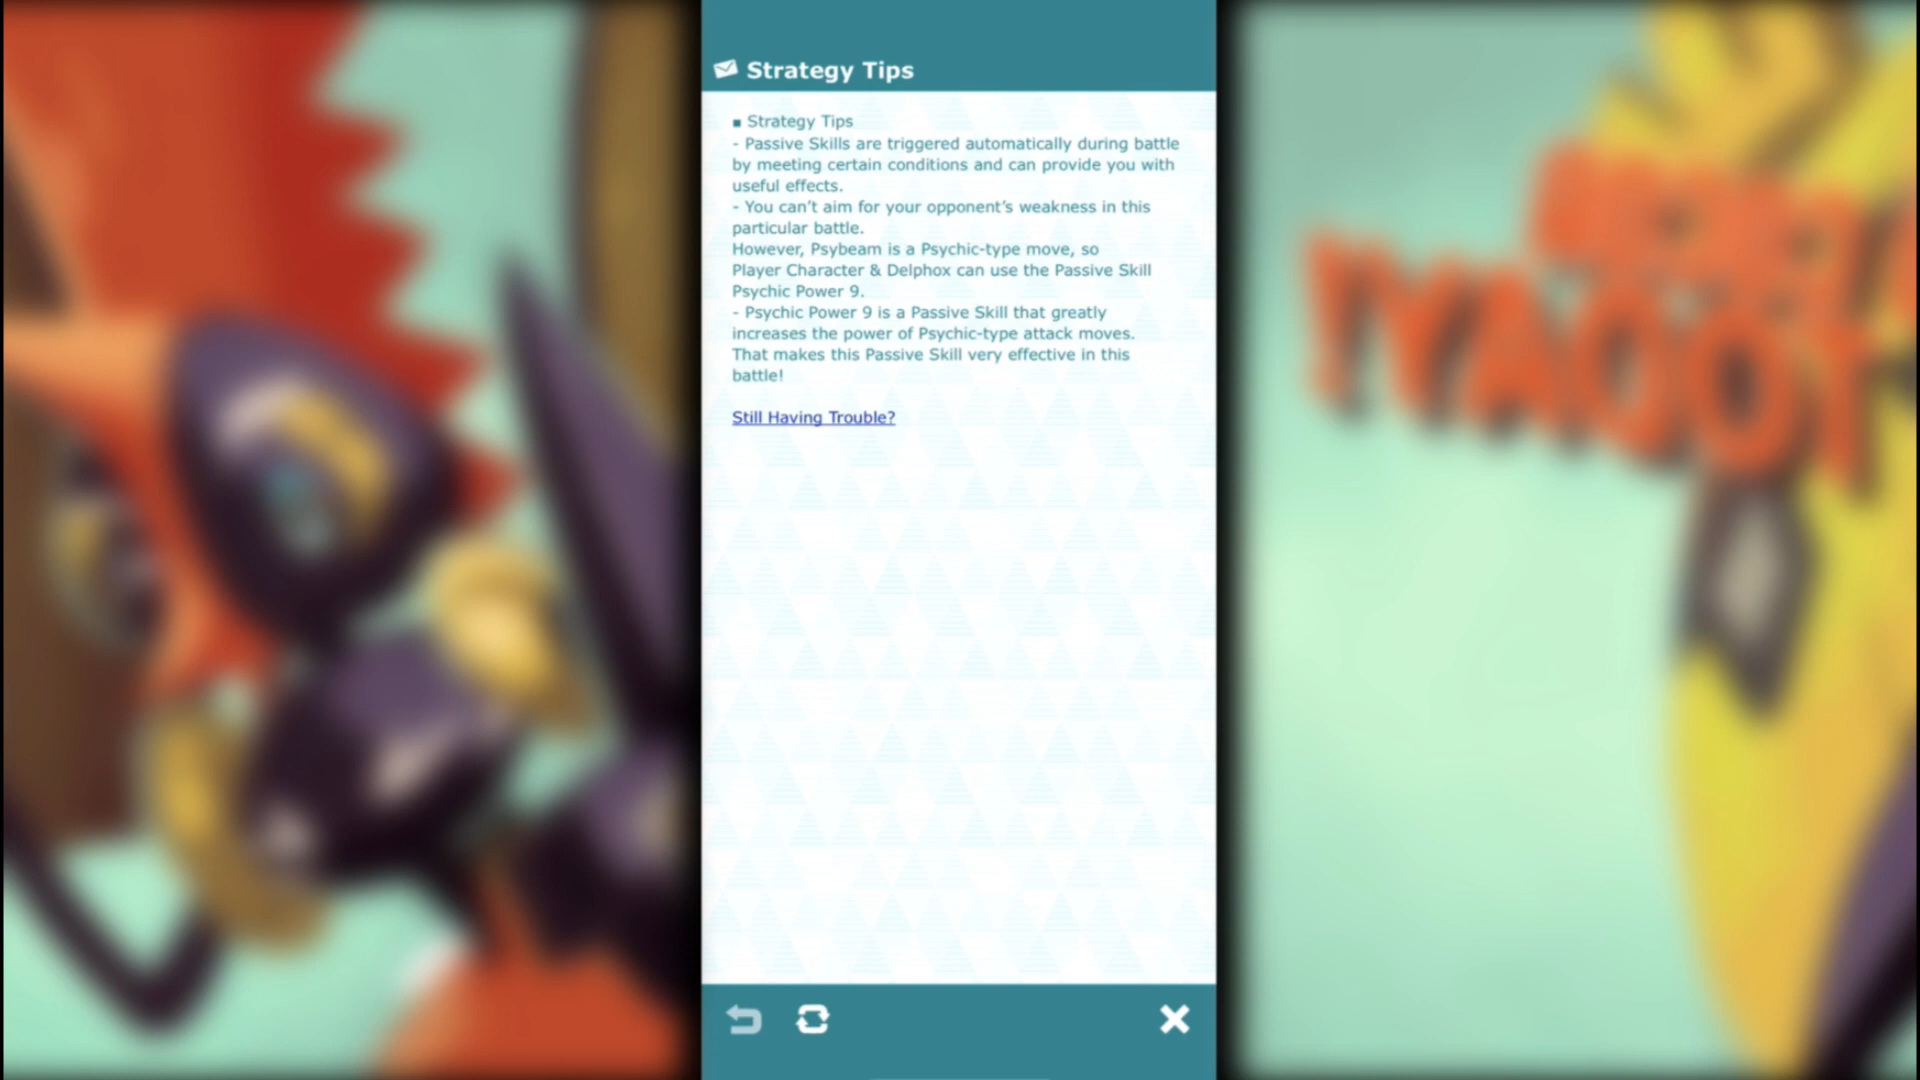 Strategy Tips
■ Strategy Tips
- Passive Skills are triggered automatically during battle
by meeting certain conditions and can provide you with
useful effects.
- You can’t aim for your opponent’s weakness in this
particular battle.
However, Psybeam is a Psychic-type move, so
Player Character & Delphox can use the Passive Skill
Psychic Power 9.
- Psychic Power 9 is a Passive Skill that greatly
increases the power of Psychic-type attack moves.
That makes this Passive Skill very effective in this
battle!
Still Having Trouble?